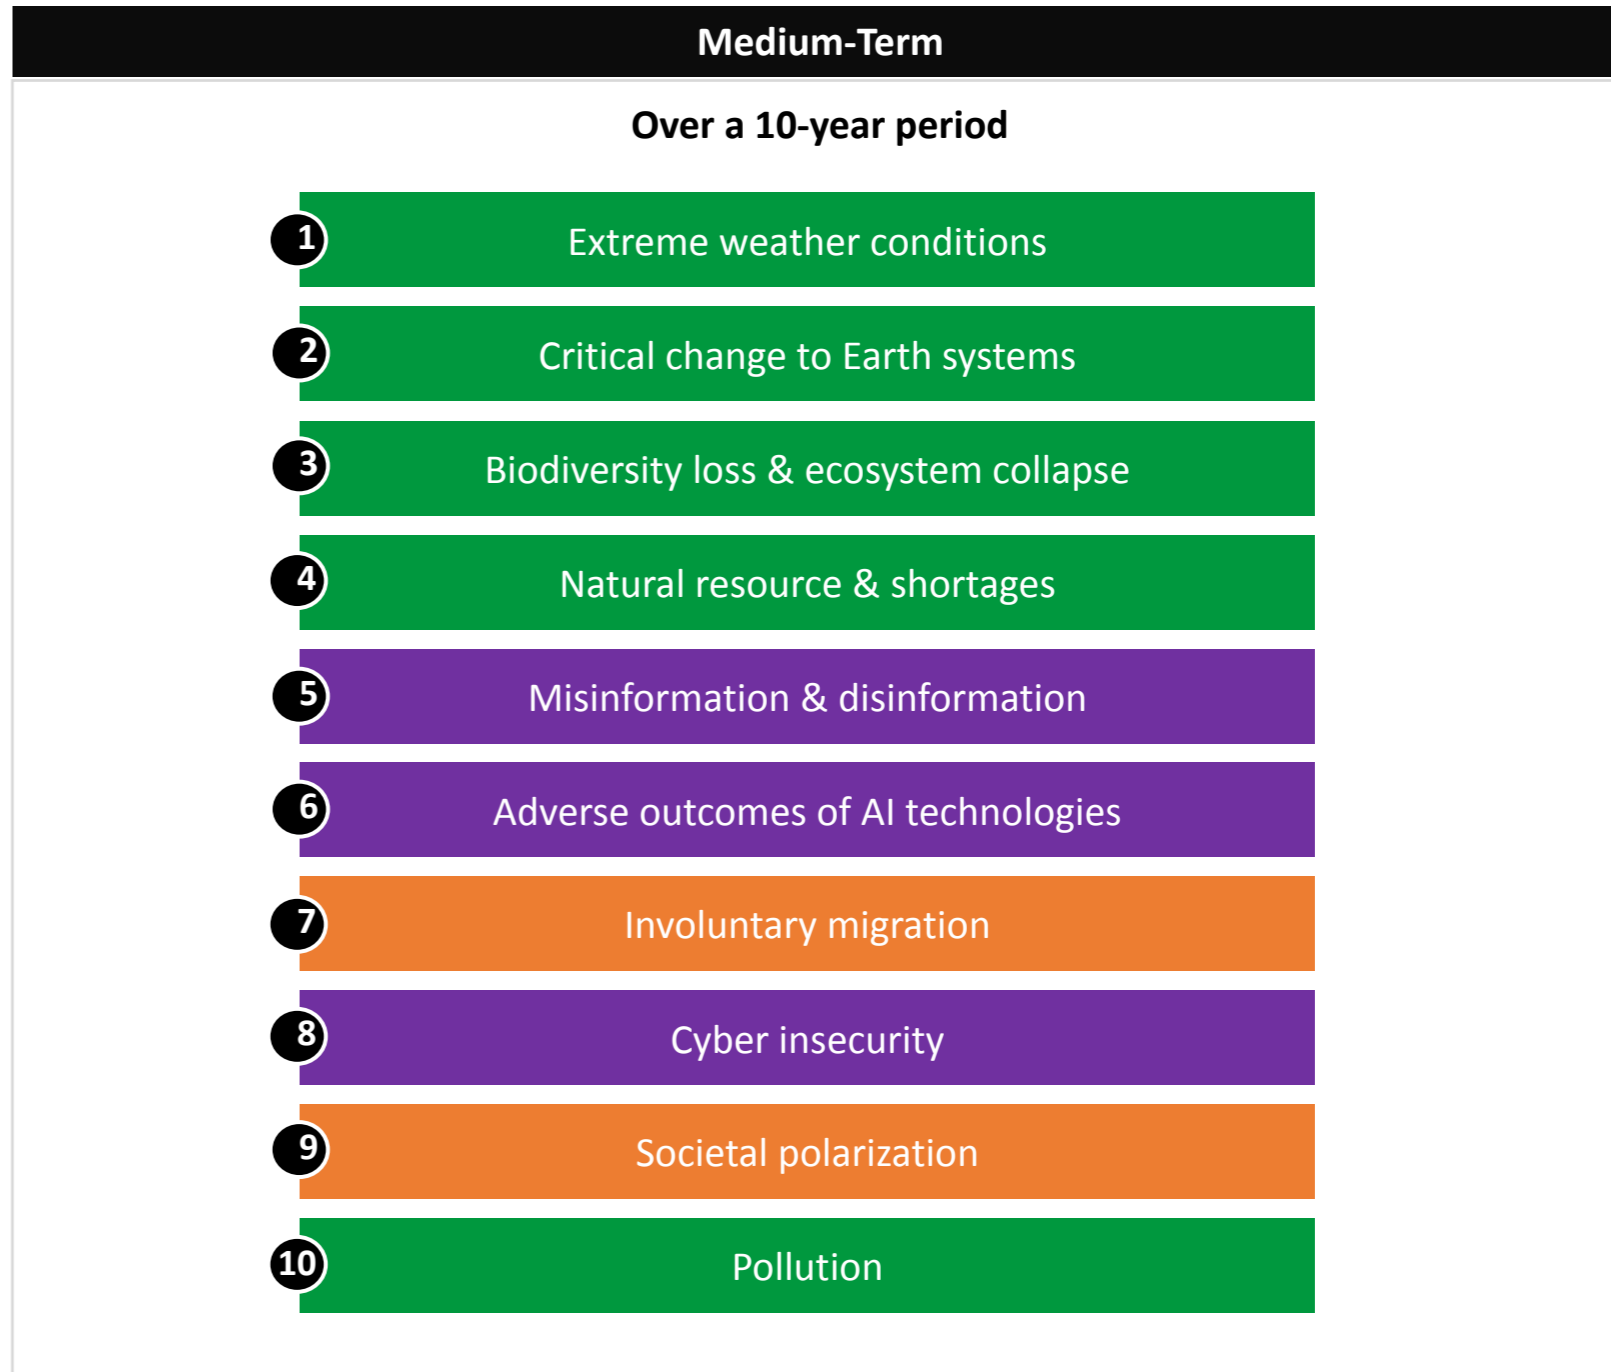 Medium-Term
Over a 10-year period
1 Extreme weather conditions
2 Critical change to Earth systems
3 Biodiversity loss & ecosystem collapse
4 Natural resource & shortages
5 Misinformation & disinformation
6 Adverse outcomes of AI technologies
7 Involuntary migration
8 Cyber insecurity
9 Societal polarization
10 Pollution